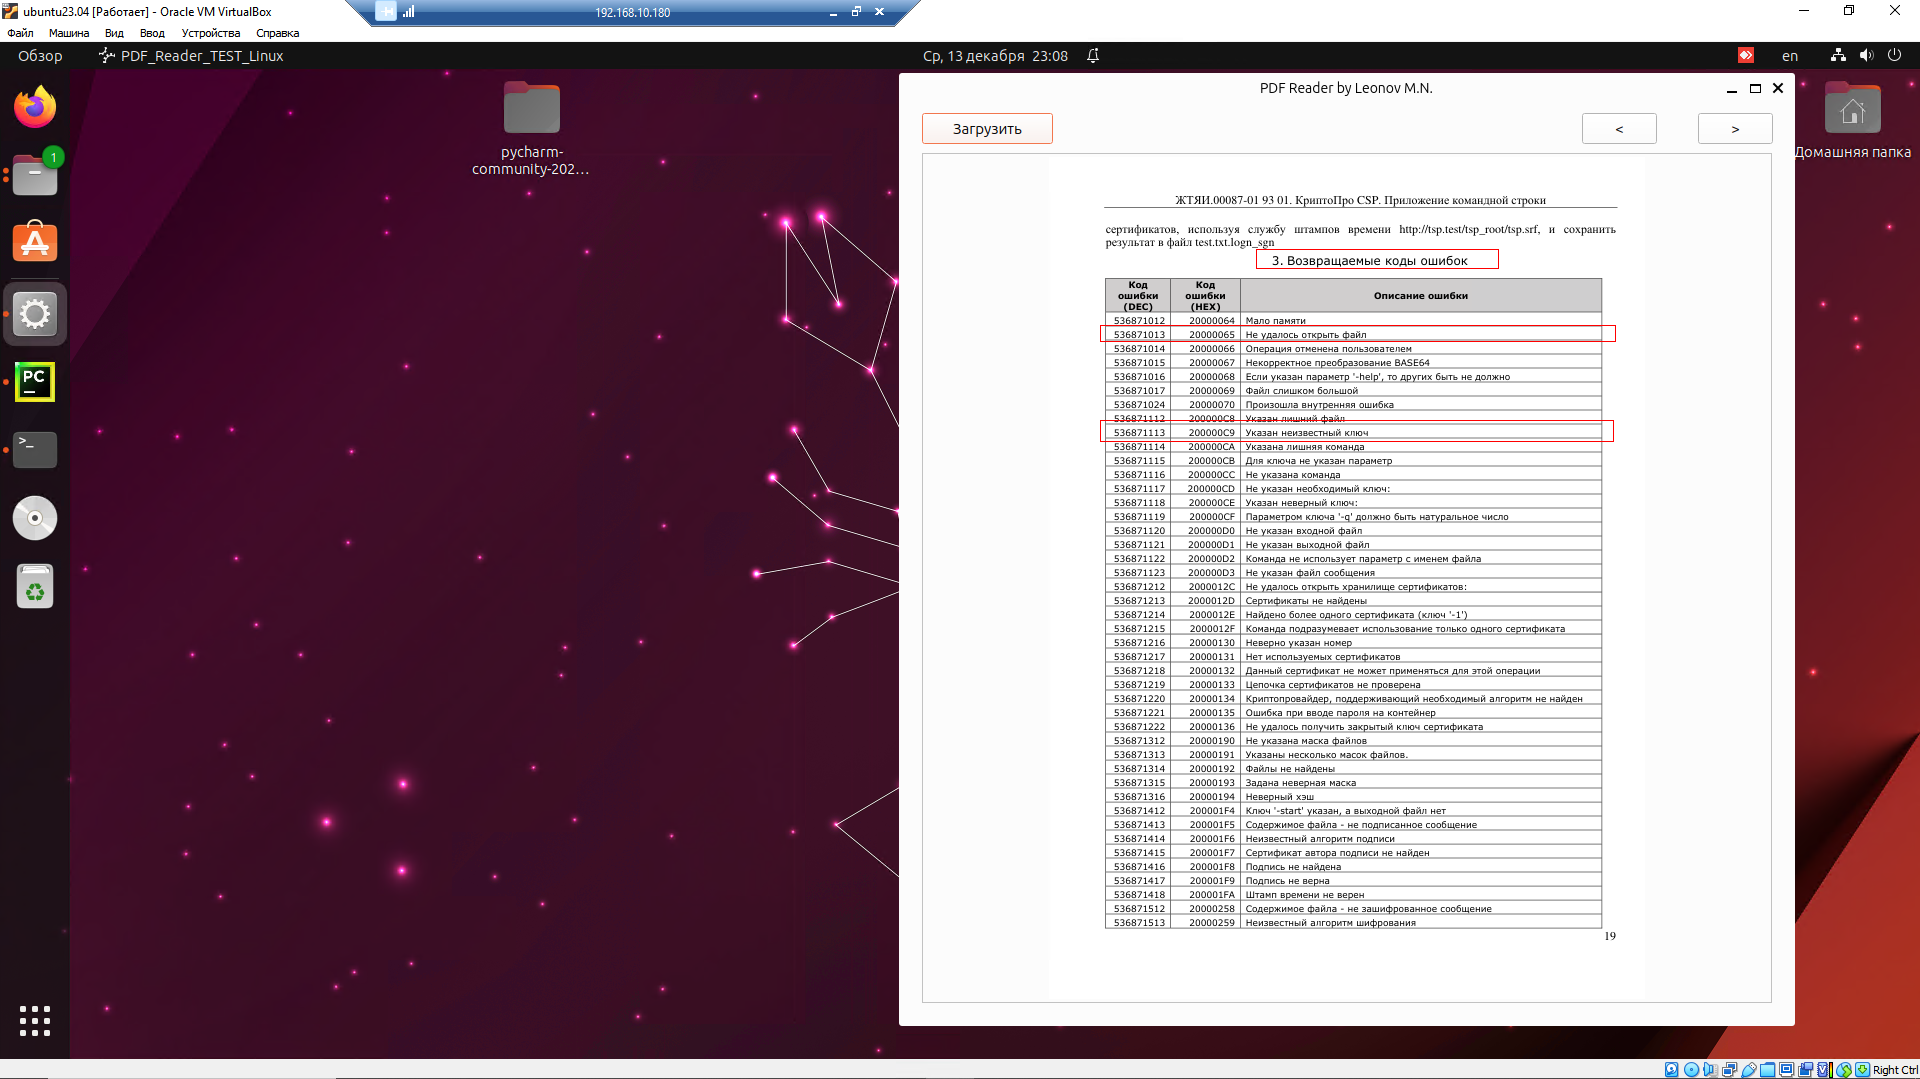 ubuntu23.04 [Работает] - Oracle VM VirtualBox
192.168.10.180
Файл Машина Вид Ввод Устройства Справка
Обзор PDF_Reader_TEST_Linux Ср, 13 декабря 23:08 en
1
PC
>_
pycharm-
community-202...
Домашняя папка
PDF Reader by Leonov M.N.
Загрузить < >
ЖТЯИ.00087-01 93 01. КриптоПро CSP. Приложение командной строки
сертификатов, используя службу штампов времени http://tsp.test/tsp_root/tsp.srf, и сохранить
результат в файл test.txt.logn_sgn
3. Возвращаемые коды ошибок
Код ошибки (DEC) Код ошибки (HEX) Описание ошибки
536871012 20000064 Мало памяти
536871013 20000065 Не удалось открыть файл
536871014 20000066 Операция отменена пользователем
536871015 20000067 Некорректное преобразование BASE64
536871016 20000068 Если указан параметр '-help', то других быть не должно
536871017 20000069 Файл слишком большой
536871024 20000070 Произошла внутренняя ошибка
536871112 200000C8 Указан лишний файл
536871113 200000C9 Указан неизвестный ключ
536871114 200000CA Указана лишняя команда
536871115 200000CB Для ключа не указан параметр
536871116 200000CC Не указана команда
536871117 200000CD Не указан необходимый ключ:
536871118 200000CE Указан неверный ключ:
536871119 200000CF Параметром ключа '-q' должно быть натуральное число
536871120 200000D0 Не указан входной файл
536871121 200000D1 Не указан выходной файл
536871122 200000D2 Команда не использует параметр с именем файла
536871123 200000D3 Не указан файл сообщения
536871212 2000012C Не удалось открыть хранилище сертификатов:
536871213 2000012D Сертификаты не найдены
536871214 2000012E Найдено более одного сертификата (ключ '-1')
536871215 2000012F Команда подразумевает использование только одного сертификата
536871216 20000130 Неверно указан номер
536871217 20000131 Нет используемых сертификатов
536871218 20000132 Данный сертификат не может применяться для этой операции
536871219 20000133 Цепочка сертификатов не проверена
536871220 20000134 Криптопровайдер, поддерживающий необходимый алгоритм не найден
536871221 20000135 Ошибка при вводе пароля на контейнер
536871222 20000136 Не удалось получить закрытый ключ сертификата
536871312 20000190 Не указана маска файлов
536871313 20000191 Указаны несколько масок файлов.
536871314 20000192 Файлы не найдены
536871315 20000193 Задана неверная маска
536871316 20000194 Неверный хэш
536871412 200001F4 Ключ '-start' указан, а выходной файл нет
536871413 200001F5 Содержимое файла - не подписанное сообщение
536871414 200001F6 Неизвестный алгоритм подписи
536871415 200001F7 Сертификат автора подписи не найден
536871416 200001F8 Подпись не найдена
536871417 200001F9 Подпись не верна
536871418 200001FA Штамп времени не верен
536871512 20000258 Содержимое файла - не зашифрованное сообщение
536871513 20000259 Неизвестный алгоритм шифрования
19
Right Ctrl